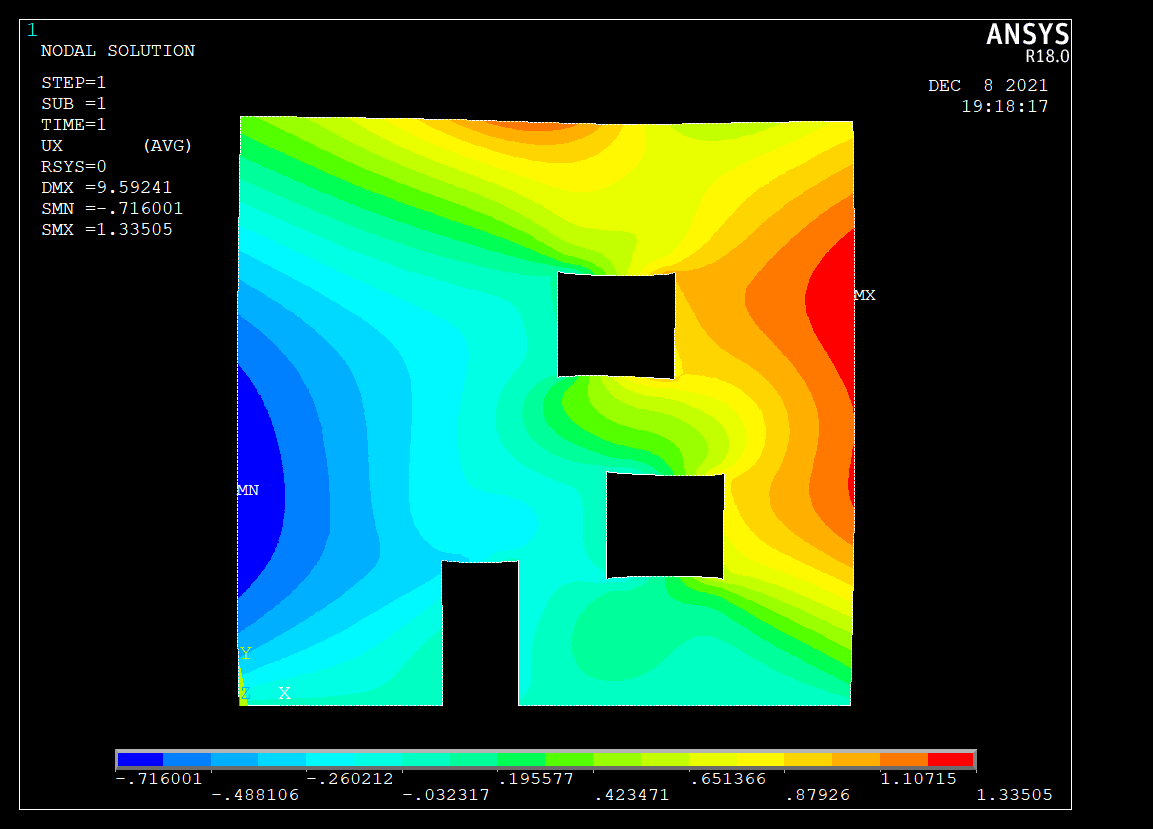 1
ANSYS
R18.0
NODAL SOLUTION
STEP=1
SUB =1
TIME=1
UX (AVG)
RSYS=0
DMX =9.59241
SMN =-.716001
SMX =1.33505
DEC 8 2021
19:18:17
MX
MN
Y
Z X
-.716001 -.260212 .195577 .651366 1.10715
-.488106 -.032317 .423471 .87926 1.33505